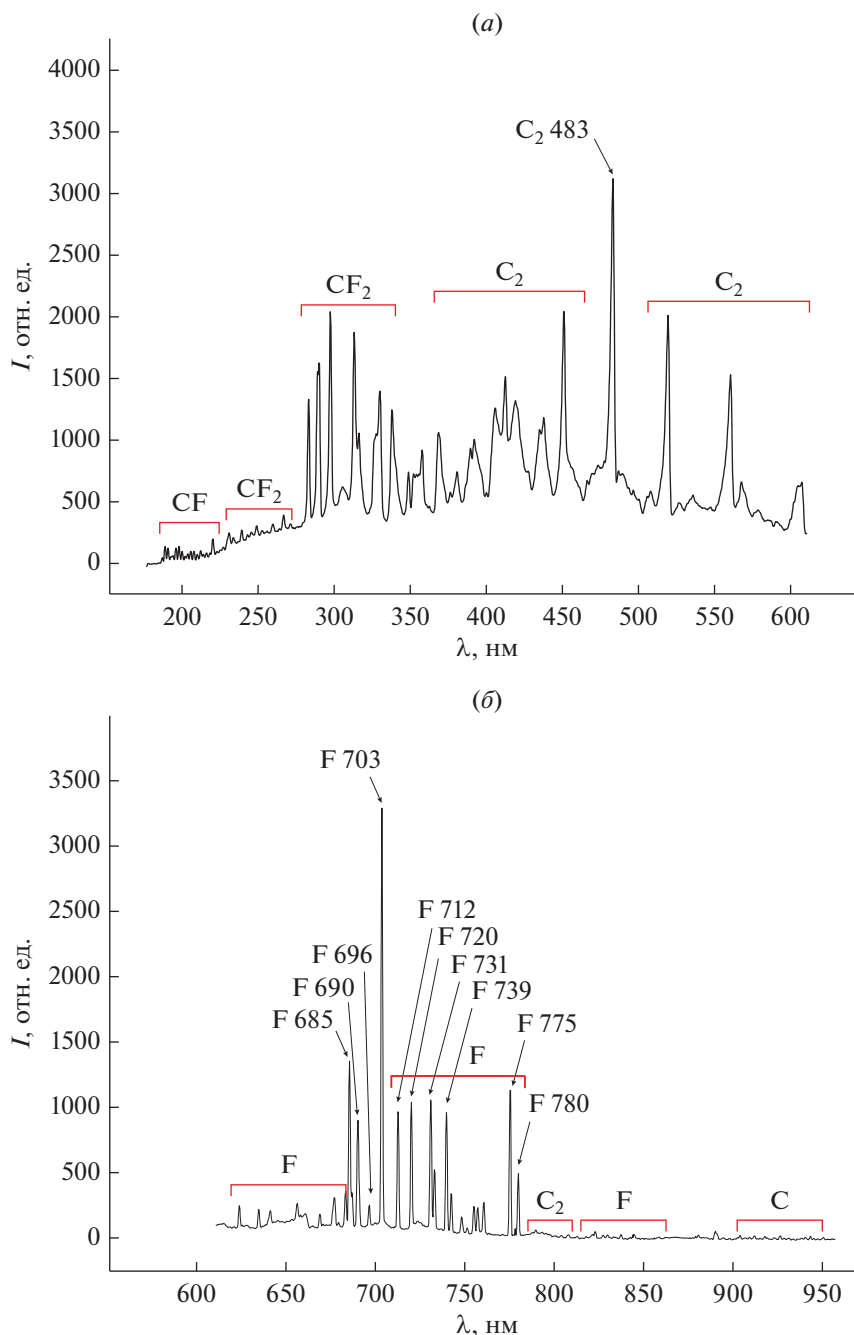 (а)
4000
3500
3000
2500
2000
1500
1000
500
0
I, отн. ед.
C₂ 483
CF₂
C₂
C₂
CF
CF₂
200 250 300 350 400 450 500 550 600
λ, нм
(б)
3500
3000
2500
2000
1500
1000
500
0
I, отн. ед.
F 703
F 712
F 720
F 696
F 731
F 690
F 739
F 685
F 775
F
F 780
F
C₂
F
C
600 650 700 750 800 850 900 950
λ, нм